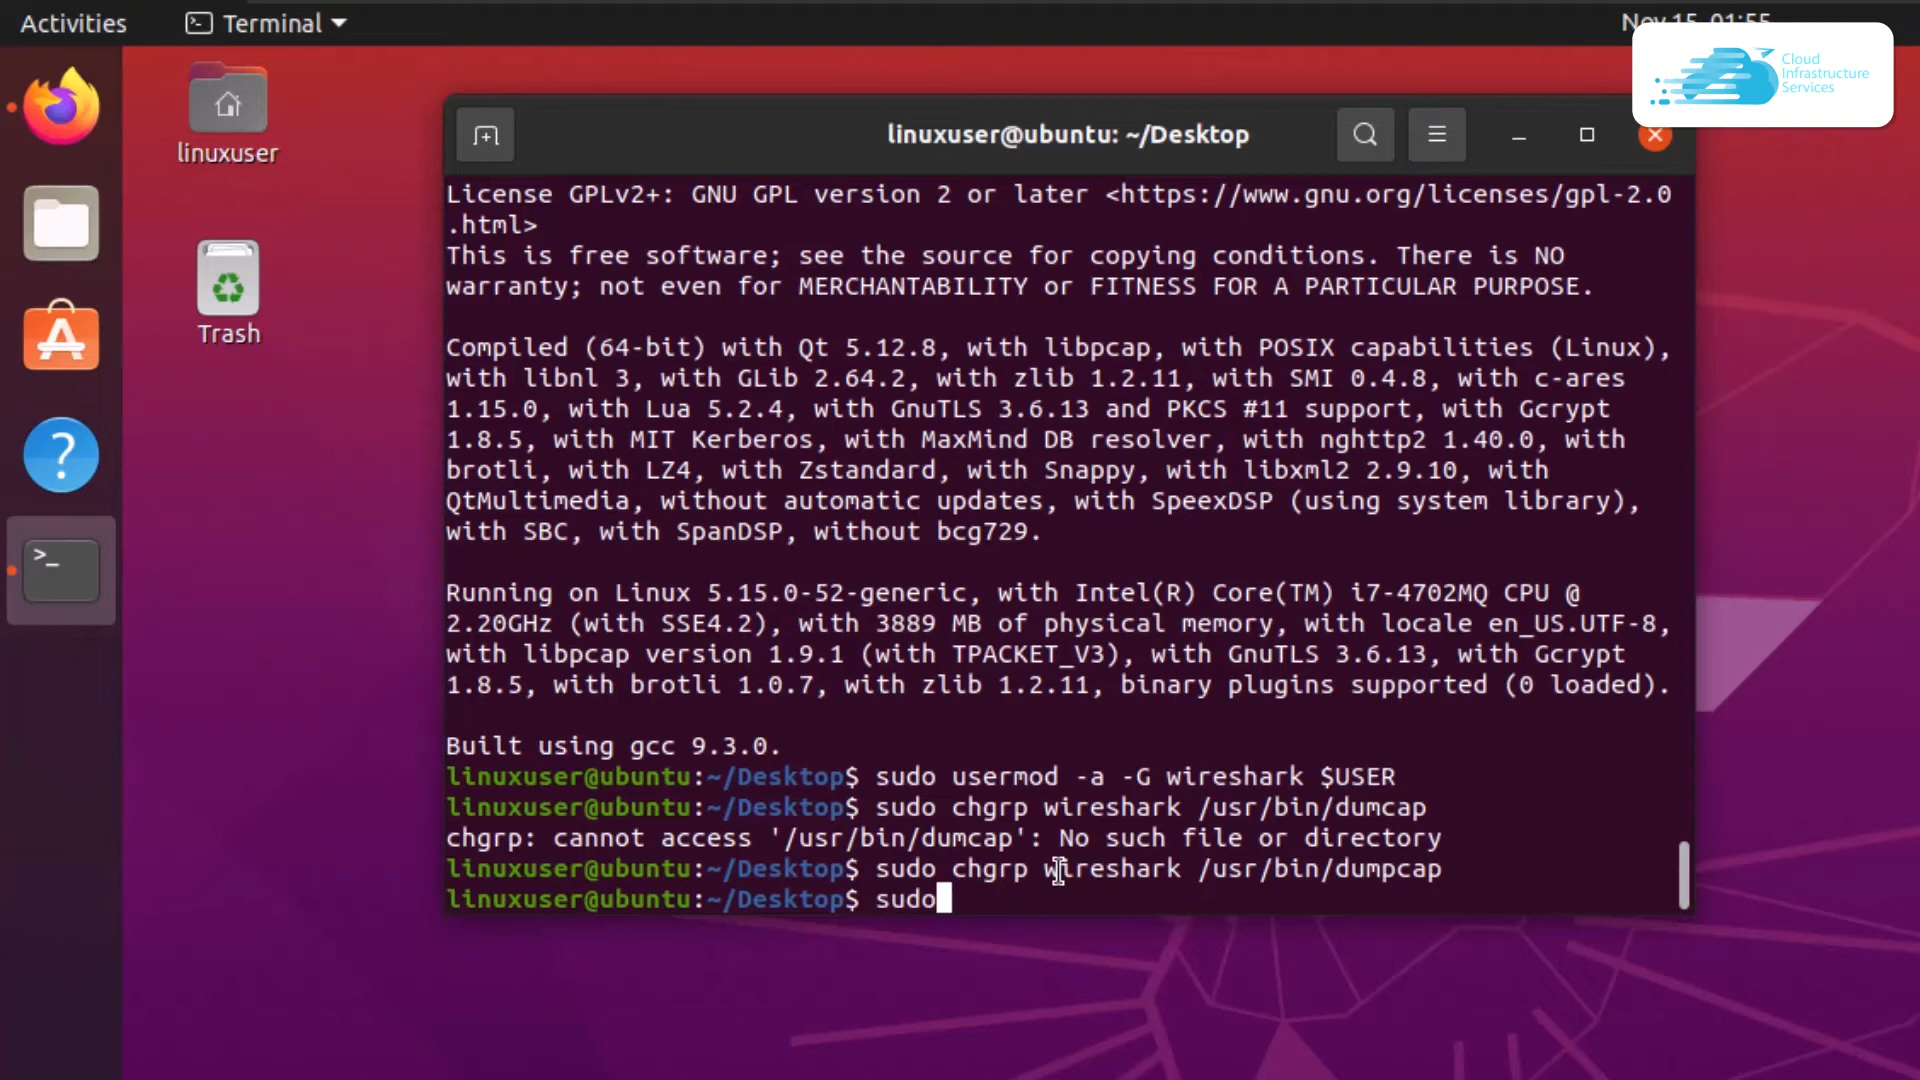 Activities
Terminal
Nov 15 01:55
Cloud
Infrastructure
Services
linuxuser
Trash
linuxuser@ubuntu: ~/Desktop
License GPLv2+: GNU GPL version 2 or later <https://www.gnu.org/licenses/gpl-2.0
.html>
This is free software; see the source for copying conditions. There is NO
warranty; not even for MERCHANTABILITY or FITNESS FOR A PARTICULAR PURPOSE.
Compiled (64-bit) with Qt 5.12.8, with libpcap, with POSIX capabilities (Linux),
with libnl 3, with GLib 2.64.2, with zlib 1.2.11, with SMI 0.4.8, with c-ares
1.15.0, with Lua 5.2.4, with GnuTLS 3.6.13 and PKCS #11 support, with Gcrypt
1.8.5, with MIT Kerberos, with MaxMind DB resolver, with nghttp2 1.40.0, with
brotli, with LZ4, with Zstandard, with Snappy, with libxml2 2.9.10, with
QtMultimedia, without automatic updates, with SpeexDSP (using system library),
with SBC, with SpanDSP, without bcg729.
Running on Linux 5.15.0-52-generic, with Intel(R) Core(TM) i7-4702MQ CPU @
2.20GHz (with SSE4.2), with 3889 MB of physical memory, with locale en_US.UTF-8,
with libpcap version 1.9.1 (with TPACKET_V3), with GnuTLS 3.6.13, with Gcrypt
1.8.5, with brotli 1.0.7, with zlib 1.2.11, binary plugins supported (0 loaded).
Built using gcc 9.3.0.
linuxuser@ubuntu:~/Desktop$ sudo usermod -a -G wireshark $USER
linuxuser@ubuntu:~/Desktop$ sudo chgrp wireshark /usr/bin/dumcap
chgrp: cannot access '/usr/bin/dumcap': No such file or directory
linuxuser@ubuntu:~/Desktop$ sudo chgrp wireshark /usr/bin/dumpcap
linuxuser@ubuntu:~/Desktop$ sudo